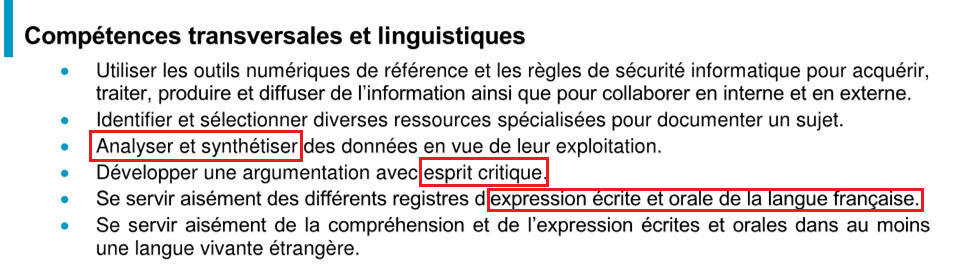 Compétences transversales et linguistiques
• Utiliser les outils numériques de référence et les règles de sécurité informatique pour acquérir,
traiter, produire et diffuser de l'information ainsi que pour collaborer en interne et en externe.
• Identifier et sélectionner diverses ressources spécialisées pour documenter un sujet.
• Analyser et synthétiser des données en vue de leur exploitation.
• Développer une argumentation avec esprit critique.
• Se servir aisément des différents registres d'expression écrite et orale de la langue française.
• Se servir aisément de la compréhension et de l'expression écrites et orales dans au moins
une langue vivante étrangère.